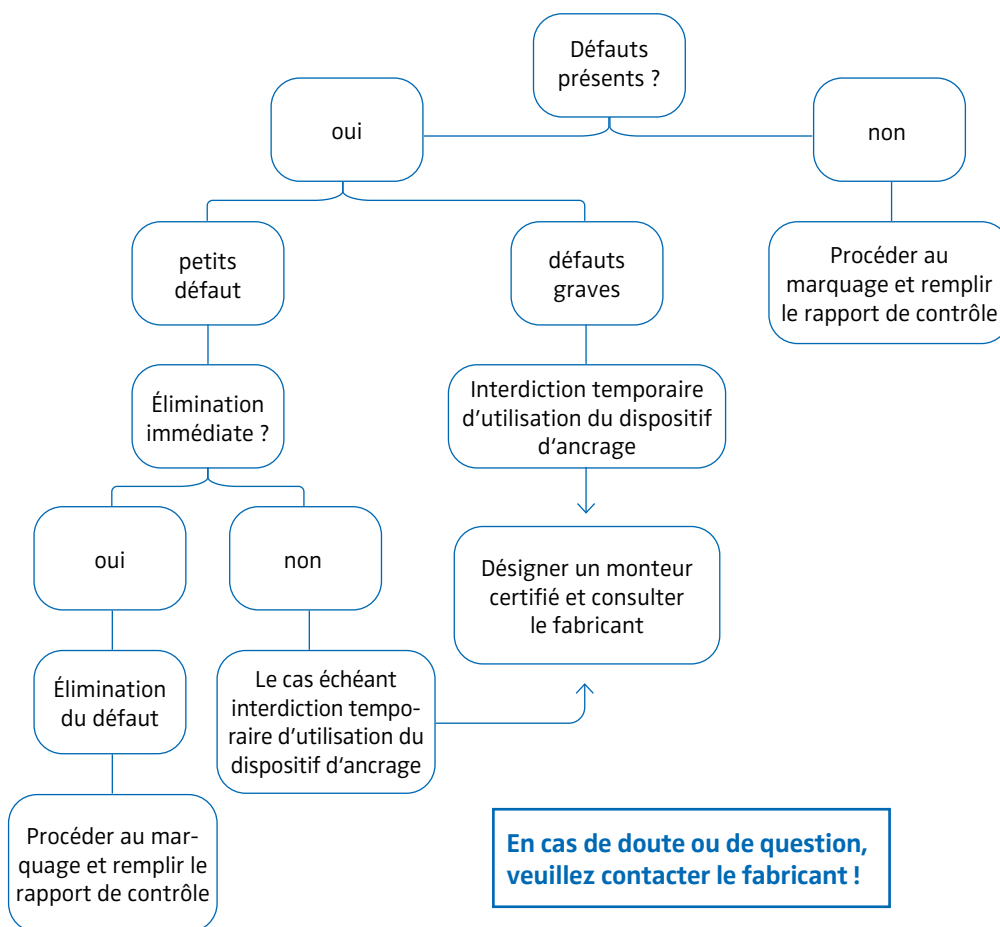 Défauts
présents ?
oui
non
petits
défaut
défauts
graves
Procéder au
marquage et remplir
le rapport de contrôle
Élimination
immédiate ?
Interdiction temporaire
d'utilisation du dispositif
d'ancrage
oui
non
Désigner un monteur
certifié et consulter
le fabricant
Élimination
du défaut
Le cas échéant
interdiction tempo-
raire d'utilisation du
dispositif d'ancrage
Procéder au mar-
quage et remplir le
rapport de contrôle
En cas de doute ou de question,
veuillez contacter le fabricant !